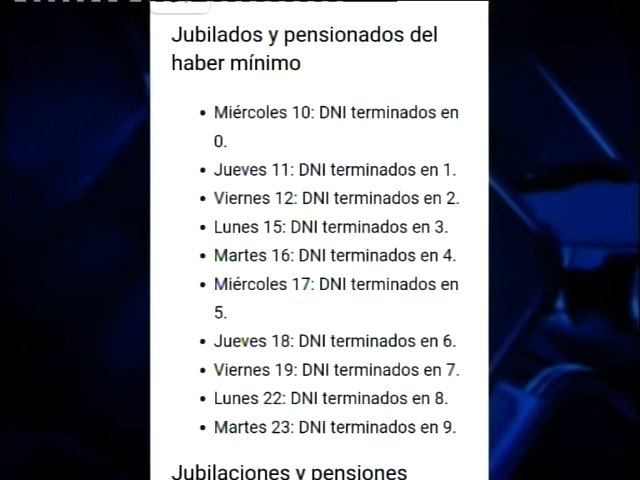 Jubilados y pensionados del
haber mínimo
• Miércoles 10: DNI terminados en
0.
• Jueves 11: DNI terminados en 1.
• Viernes 12: DNI terminados en 2.
• Lunes 15: DNI terminados en 3.
• Martes 16: DNI terminados en 4.
• Miércoles 17: DNI terminados en
5.
• Jueves 18: DNI terminados en 6.
• Viernes 19: DNI terminados en 7.
• Lunes 22: DNI terminados en 8.
• Martes 23: DNI terminados en 9.
Jubilaciones y pensiones